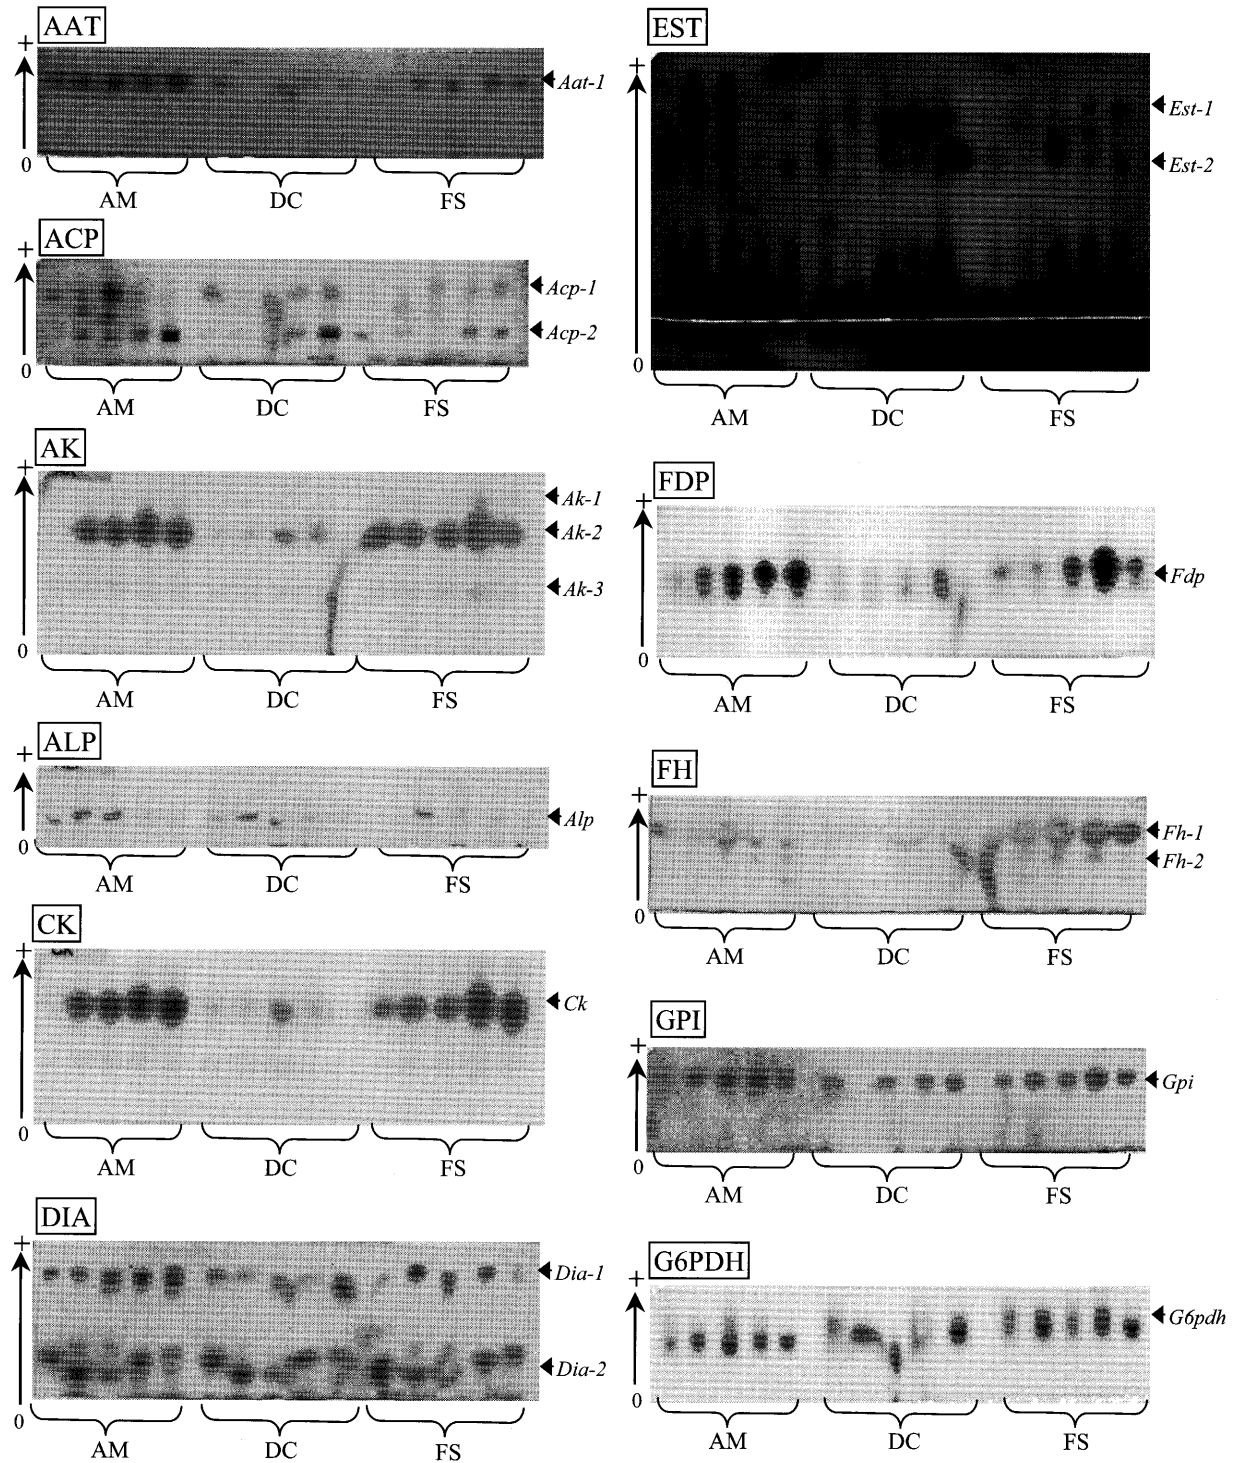 AAT
+
Aat-1
0
AM DC FS
ACP
+
Acp-1
Acp-2
0
AM DC FS
AK
+
Ak-1
Ak-2
Ak-3
0
AM DC FS
ALP
+
Alp
0
AM DC FS
CK
+
Ck
0
AM DC FS
DIA
+
Dia-1
Dia-2
0
AM DC FS
EST
+
Est-1
Est-2
0
AM DC FS
FDP
+
Fdp
0
AM DC FS
FH
+
Fh-1
Fh-2
0
AM DC FS
GPI
+
Gpi
0
AM DC FS
G6PDH
+
G6pdh
0
AM DC FS